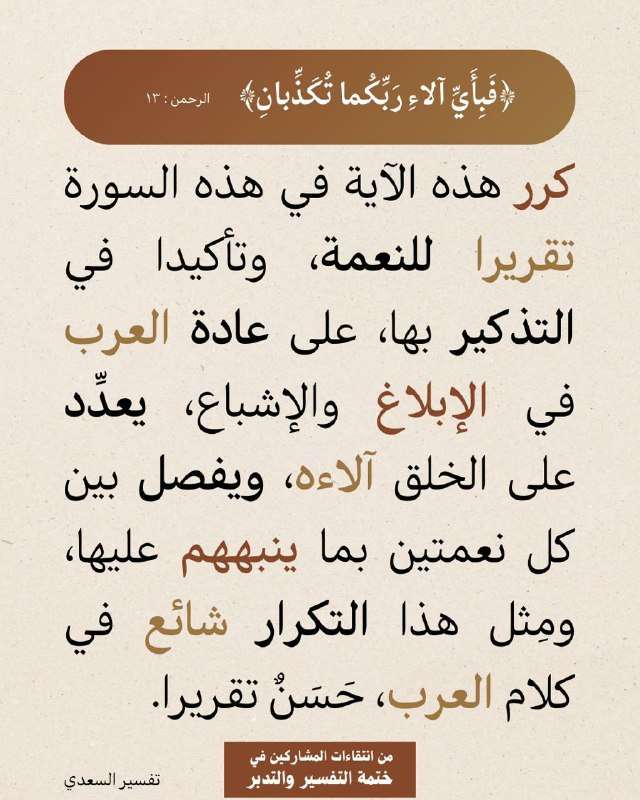 ﴿فَبِأَيِّ آلاءِ رَبِّكُما تُكَذِّبانِ﴾ الرحمن: ١٣
كرر هذه الآية في هذه السورة
تقريرا للنعمة، وتأكيدا في
التذكير بها، على عادة العرب
في الإبلاغ والإشباع، يعدِّد
على الخلق آلاءه، ويفصل بين
كل نعمتين بما ينبههم عليها،
ومِثل هذا التكرار شائع في
كلام العرب، حَسَنٌ تقريرا.
من انتقاءات المشاركين في
ختمة التفسير والتدبر
تفسير السعدي